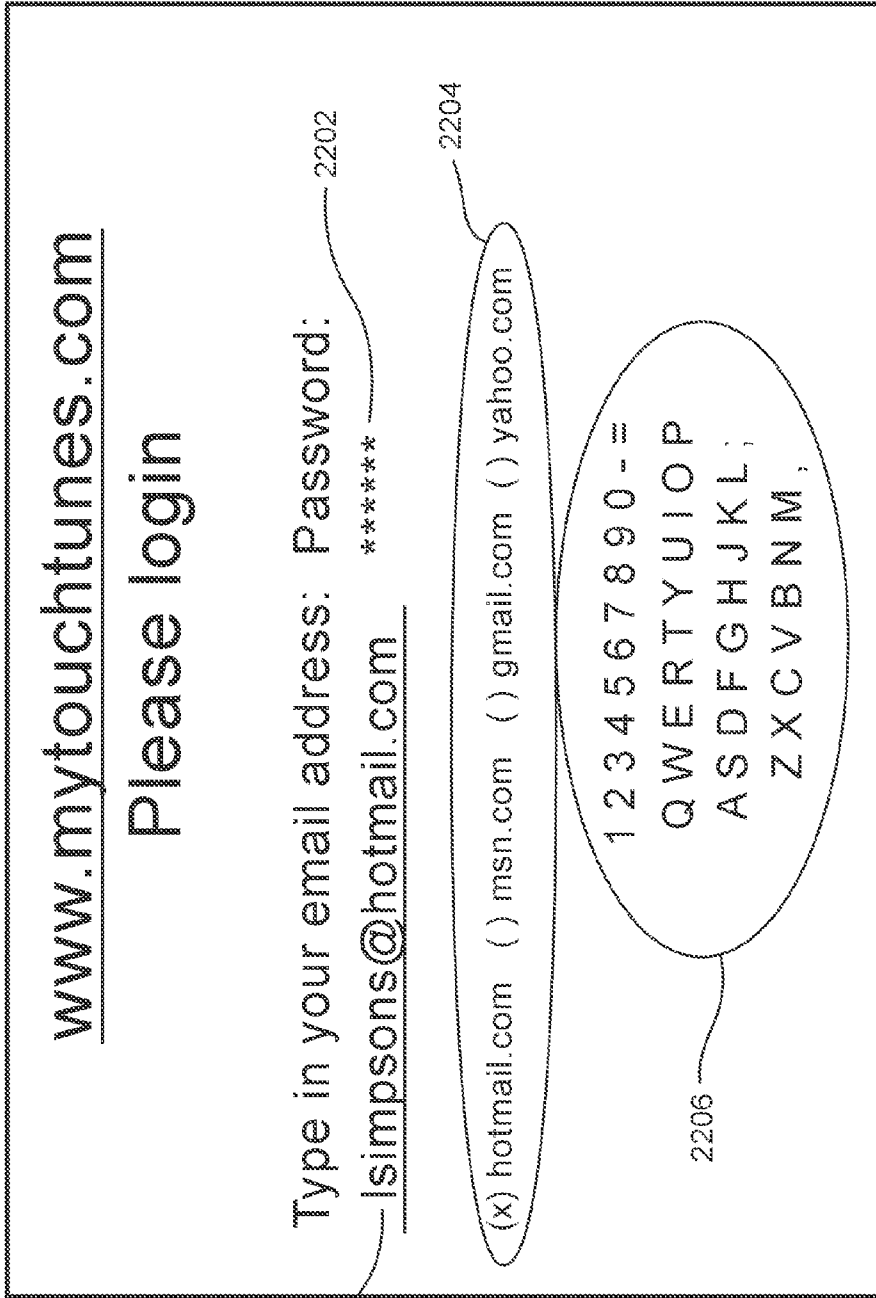 www.mytouchtunes.com
Please login
Type in your email address: Password:
lsimpsons@hotmail.com ******
2202
(x) hotmail.com ( ) msn.com ( ) gmail.com ( ) yahoo.com
2204
1 2 3 4 5 6 7 8 9 0 - =
Q W E R T Y U I O P
A S D F G H J K L ;
Z X C V B N M ,
2206